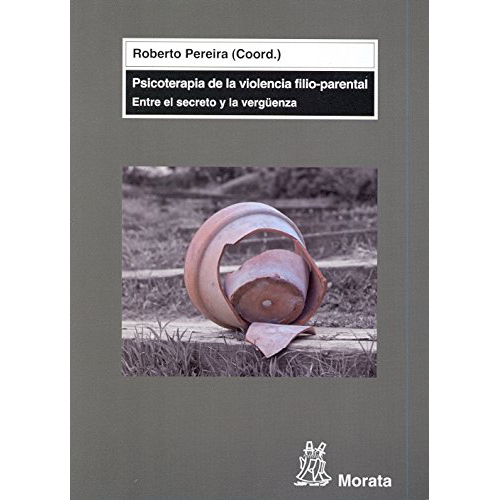 Roberto Pereira (Coord.)
Psicoterapia de la violencia filio-parental
Entre el secreto y la vergüenza
Morata